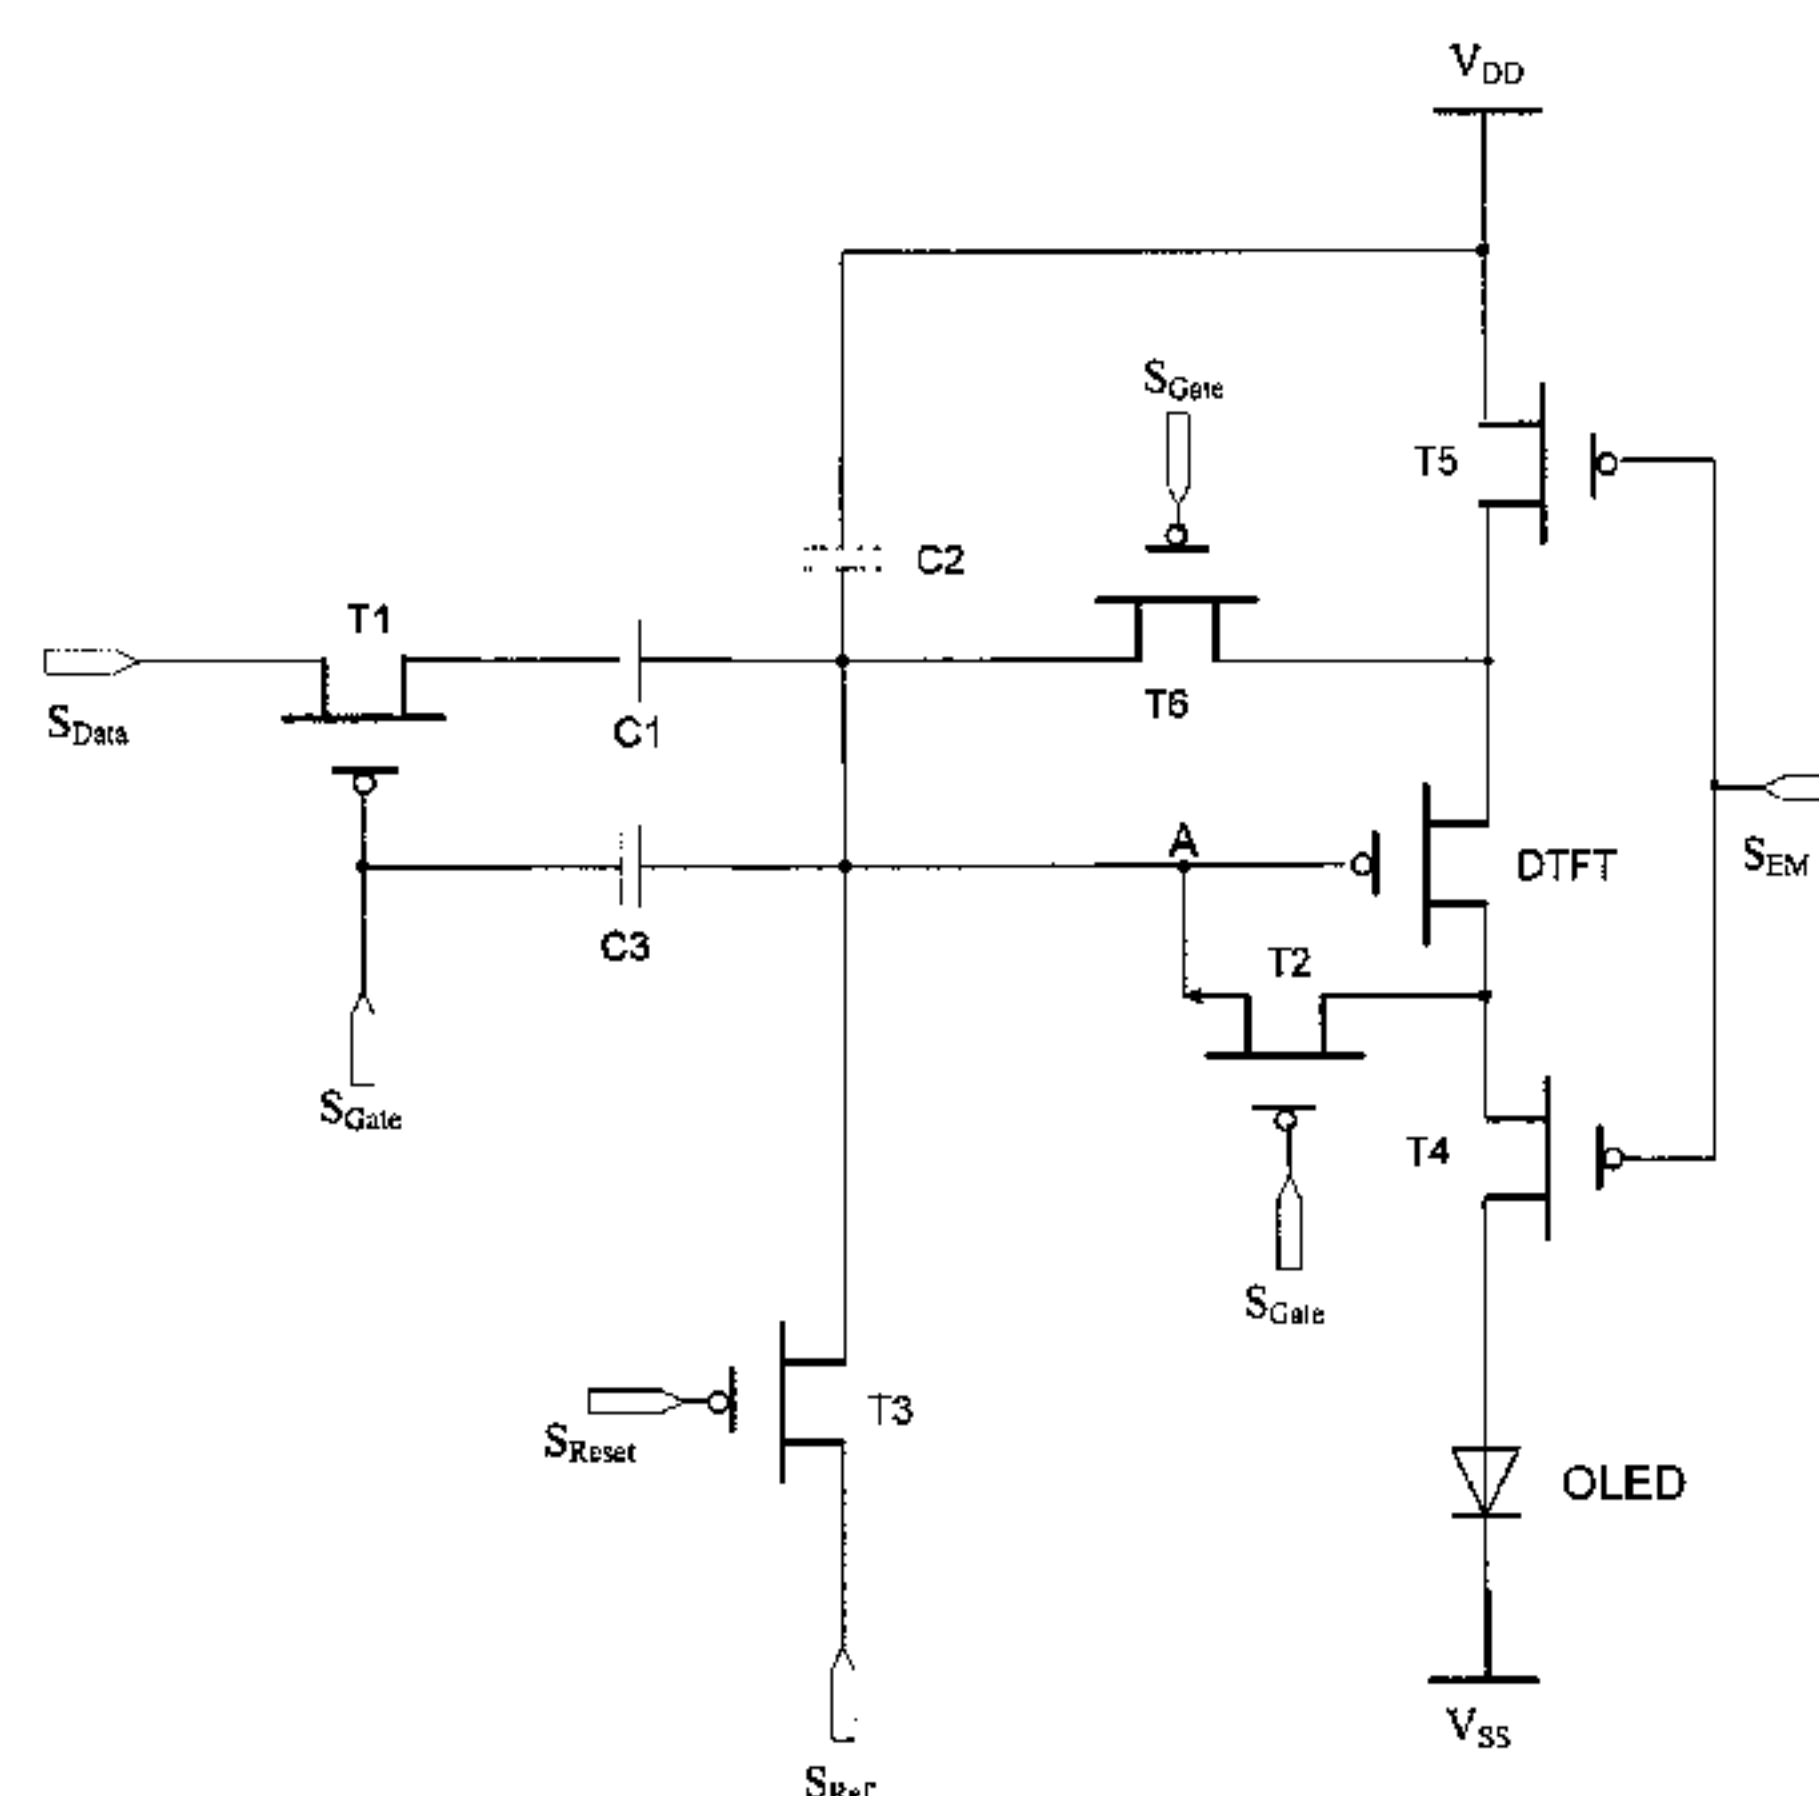 VDD
SGate
T5
C2
T1
T6
SData
C1
A
DTFT
SEM
C3
T2
SGate
T4
SGate
T3
SReset
OLED
VSS
SRef